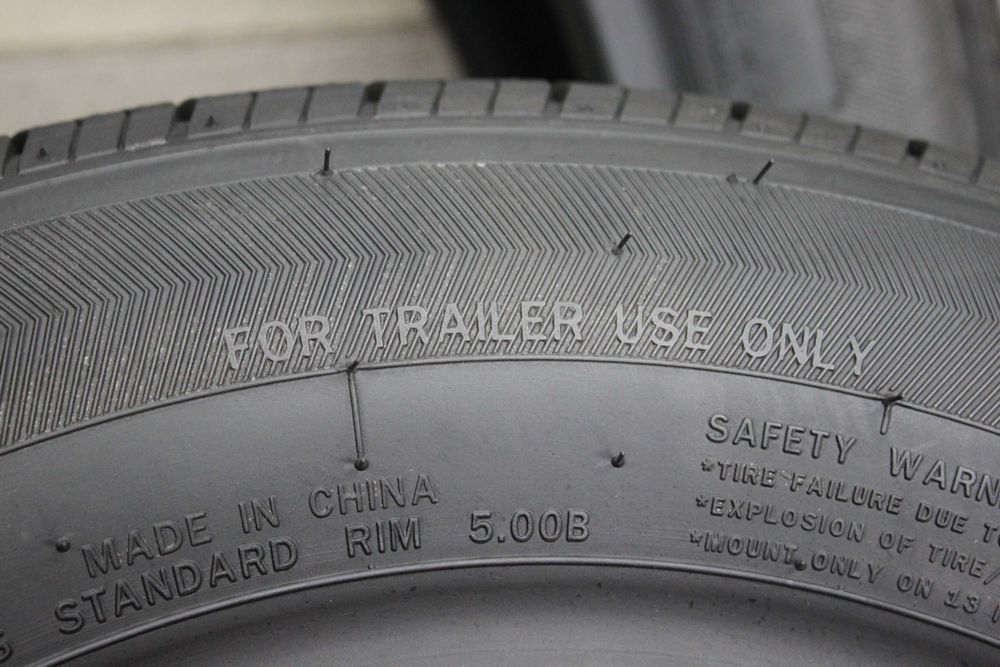 FOR TRAILER USE ONLY
MADE IN CHINA
STANDARD RIM 5.00B
SAFETY
*TIRE FAILURE DUE
*EXPLOSION OF TIRE/
*MOUNT ONLY ON 13